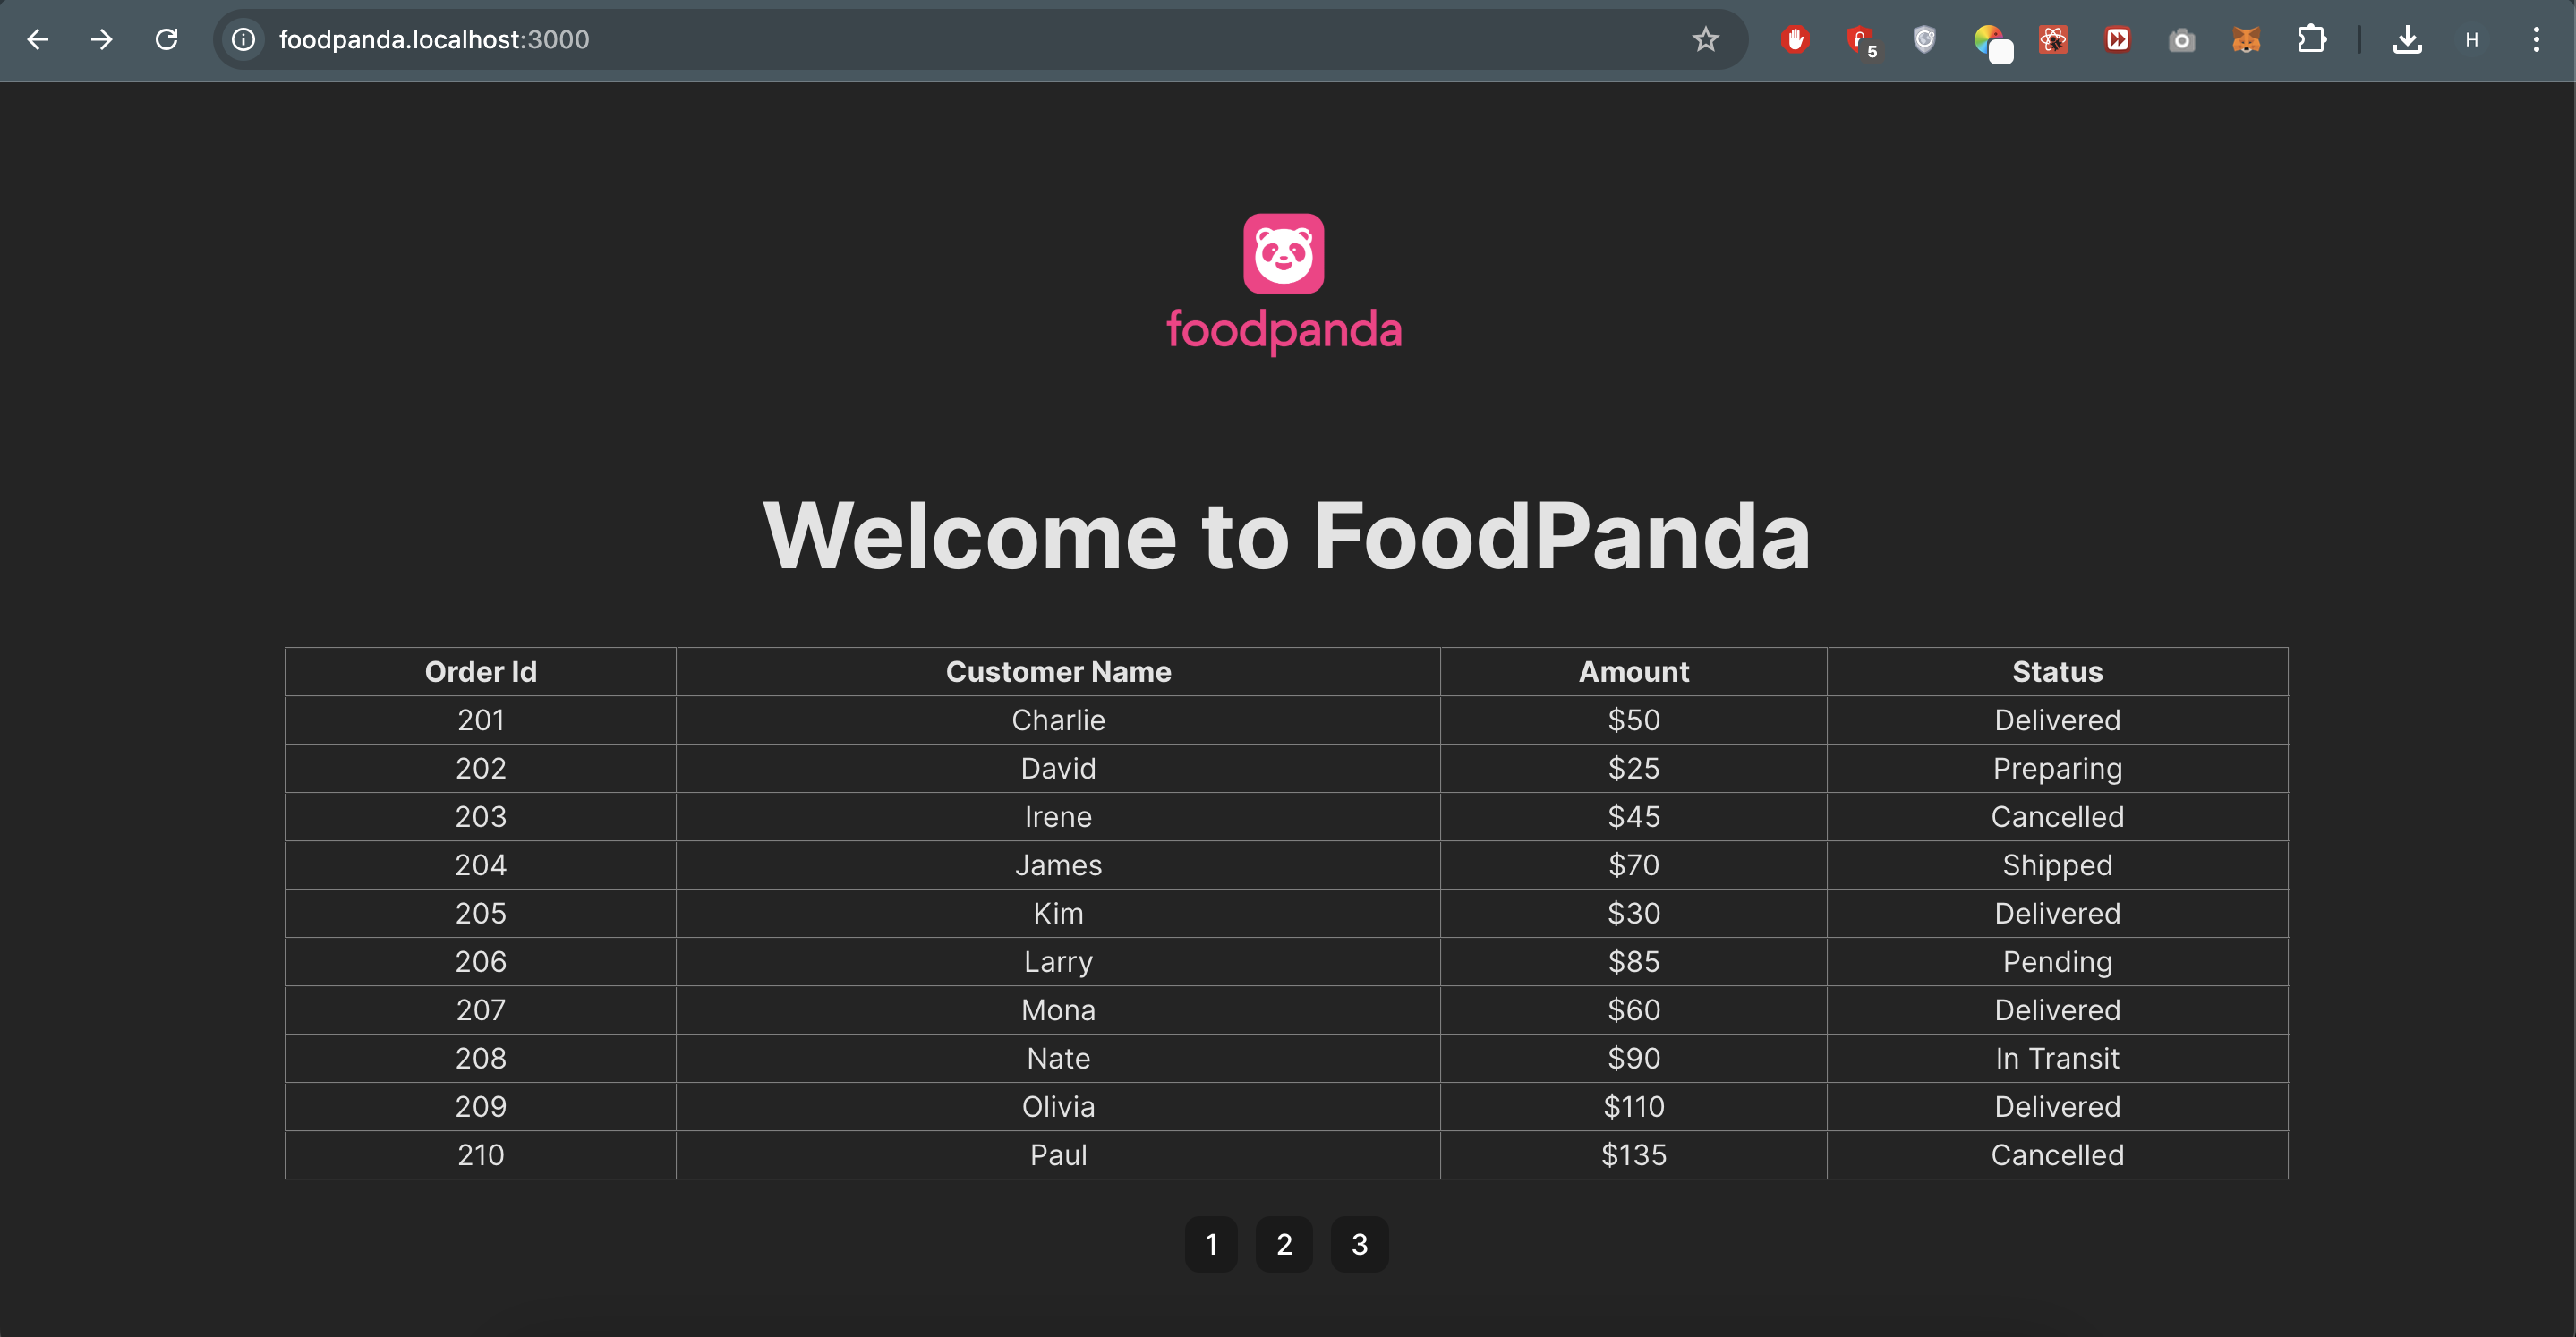 foodpanda.localhost:3000
5
H
foodpanda
Welcome to FoodPanda
Order Id Customer Name Amount Status
201 Charlie $50 Delivered
202 David $25 Preparing
203 Irene $45 Cancelled
204 James $70 Shipped
205 Kim $30 Delivered
206 Larry $85 Pending
207 Mona $60 Delivered
208 Nate $90 In Transit
209 Olivia $110 Delivered
210 Paul $135 Cancelled
1 2 3